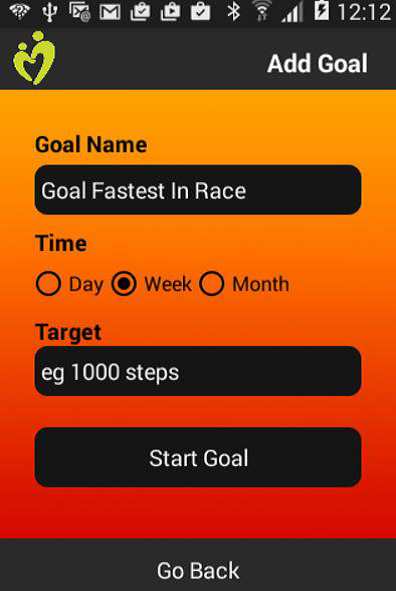 12:12
Add Goal
Goal Name
Goal Fastest In Race
Time
Day Week Month
Target
eg 1000 steps
Start Goal
Go Back